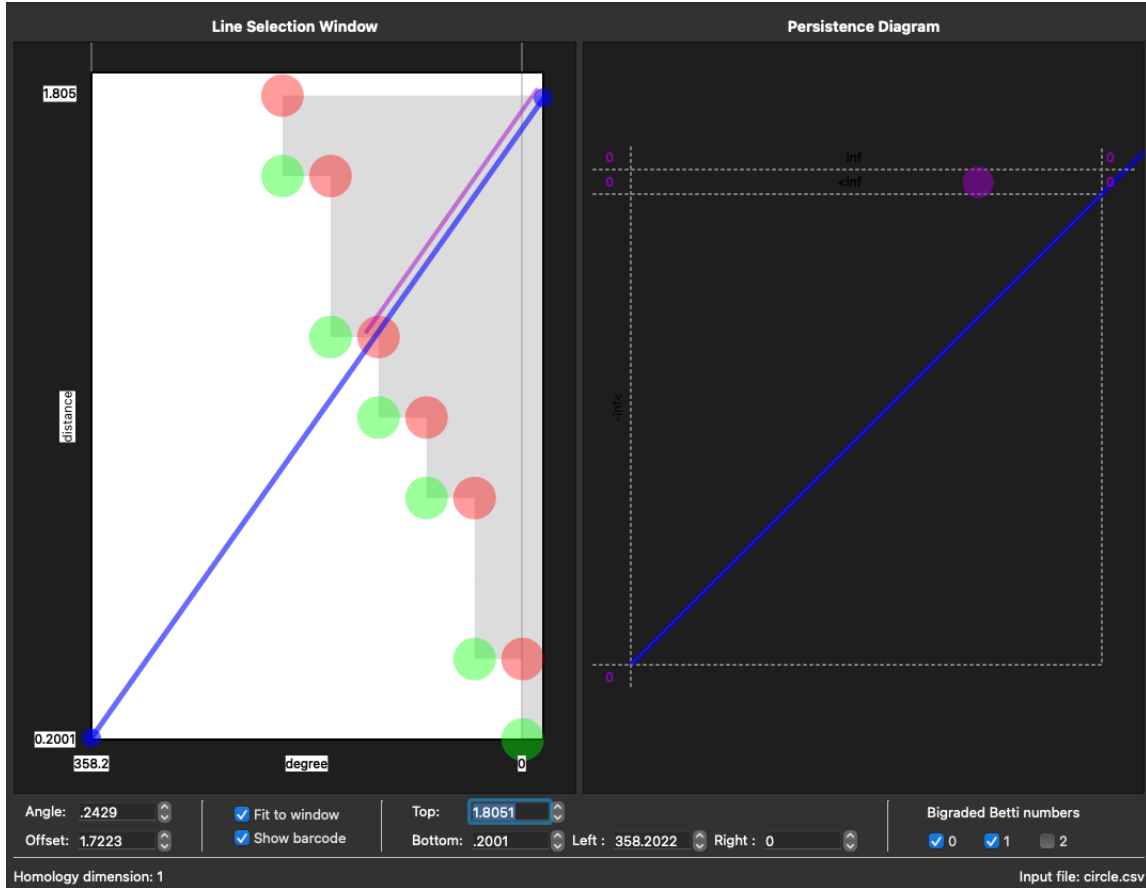 Line Selection Window
Persistence Diagram
1.805
distance
0.2001
358.2
degree
0
0
inf
0
0
<inf
0
-inf<
0
Angle: .2429
Fit to window
Top: 1.8051
Bigraded Betti numbers
Offset: 1.7223
Show barcode
Bottom: .2001 Left : 358.2022 Right : 0
0 1 2
Homology dimension: 1
Input file: circle.csv